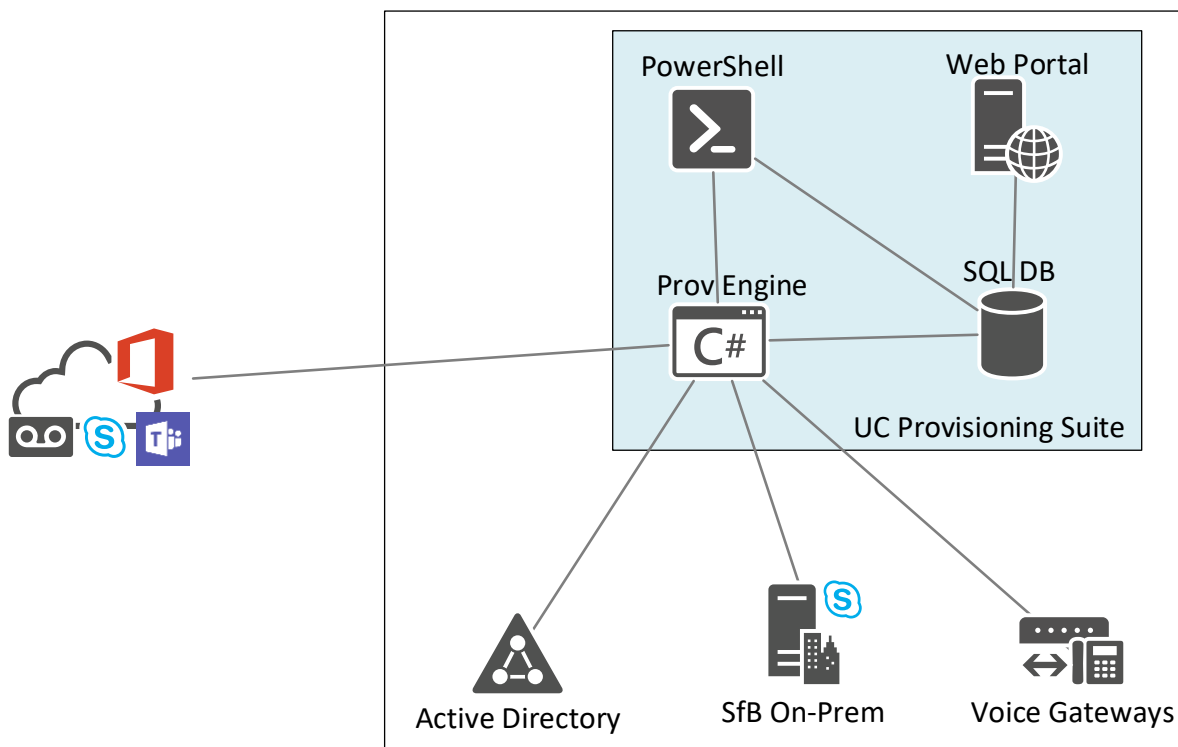 PowerShell
Web Portal
Prov Engine
SQL DB
C#
UC Provisioning Suite
S
T
S
Active Directory
SfB On-Prem
Voice Gateways